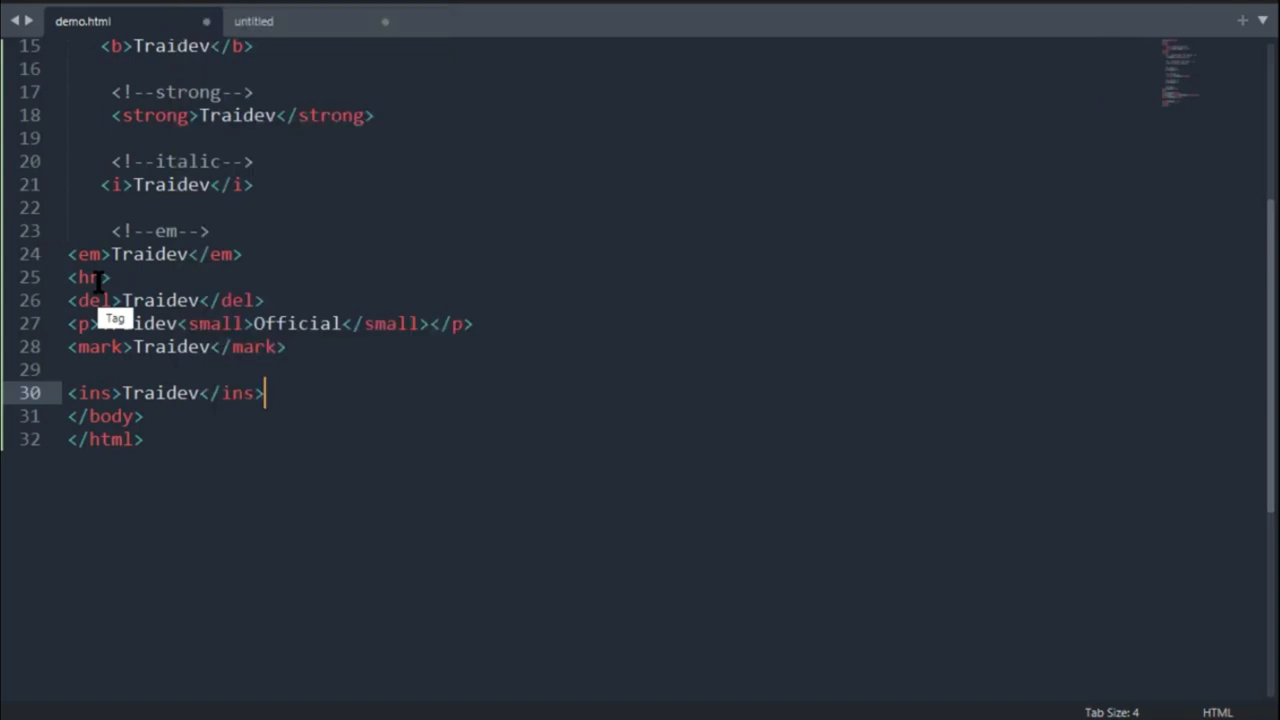 demo.html untitled
15 <b>Traidev</b>
16
17 <!--strong-->
18 <strong>Traidev</strong>
19
20 <!--italic-->
21 <i>Traidev</i>
22
23 <!--em-->
24 <em>Traidev</em>
25 <hr>
26 <del>Traidev</del>
27 <p>Traidev<small>Official</small></p>
Tag
28 <mark>Traidev</mark>
29
30 <ins>Traidev</ins>
31 </body>
32 </html>
Tab Size: 4 HTML